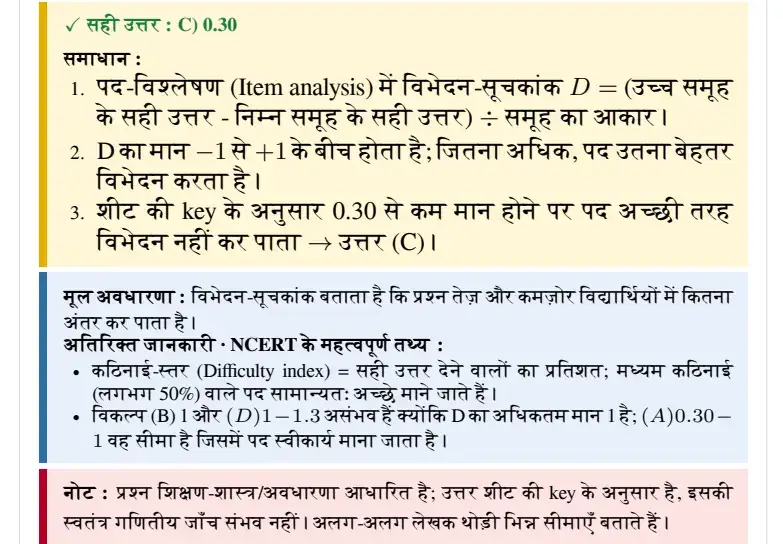 ✓ सही उत्तर : C) 0.30
समाधान :
1. पद-विश्लेषण (Item analysis) में विभेदन-सूचकांक D = (उच्च समूह
के सही उत्तर - निम्न समूह के सही उत्तर) ÷ समूह का आकार।
2. D का मान −1 से +1 के बीच होता है; जितना अधिक, पद उतना बेहतर
विभेदन करता है।
3. शीट की key के अनुसार 0.30 से कम मान होने पर पद अच्छी तरह
विभेदन नहीं कर पाता → उत्तर (C)।
मूल अवधारणा : विभेदन-सूचकांक बताता है कि प्रश्न तेज़ और कमज़ोर विद्यार्थियों में कितना
अंतर कर पाता है।
अतिरिक्त जानकारी · NCERT के महत्वपूर्ण तथ्य :
• कठिनाई-स्तर (Difficulty index) = सही उत्तर देने वालों का प्रतिशत; मध्यम कठिनाई
(लगभग 50%) वाले पद सामान्यतः अच्छे माने जाते हैं।
• विकल्प (B) 1 और (D)1−1.3 असंभव हैं क्योंकि D का अधिकतम मान 1 है; (A)0.30−
1 वह सीमा है जिसमें पद स्वीकार्य माना जाता है।
नोट : प्रश्न शिक्षण-शास्त्र/अवधारणा आधारित है; उत्तर शीट की key के अनुसार है, इसकी
स्वतंत्र गणितीय जाँच संभव नहीं। अलग-अलग लेखक थोड़ी भिन्न सीमाएँ बताते हैं।